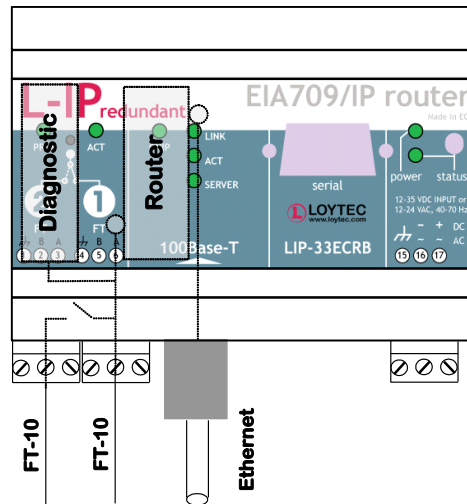 L-IP redundant
EIA709/IP router
Made in EC
Diagnostic
Router
ACT
LINK
ACT
SERVER
serial
power
status
2
1
FT
LOYTEC
www.loytec.com
12-35 VDC INPUT or
12-24 VAC, 40-70 Hz
B A
B A
- + DC
~ ~ AC
1 2 3
4 5 6
100Base-T
LIP-33ECRB
15 16 17
FT-10
FT-10
Ethernet